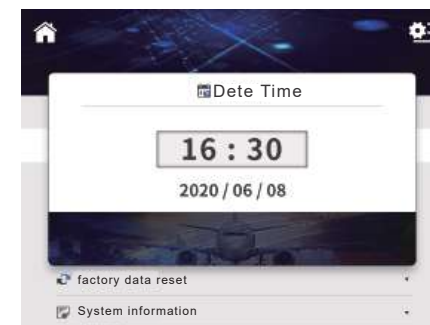 Dete Time
16 : 30
2020 / 06 / 08
factory data reset
System information